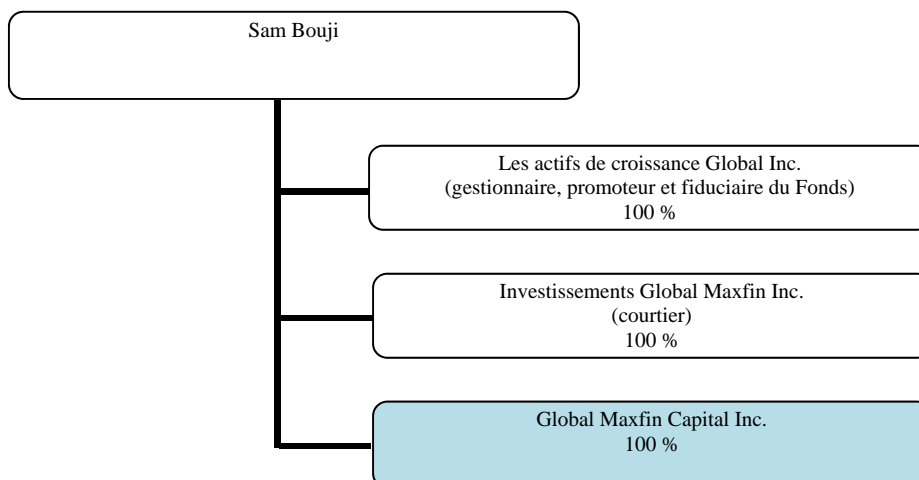 Sam Bouji
Les actifs de croissance Global Inc.
(gestionnaire, promoteur et fiduciaire du Fonds)
100 %
Investissements Global Maxfin Inc.
(courtier)
100 %
Global Maxfin Capital Inc.
100 %